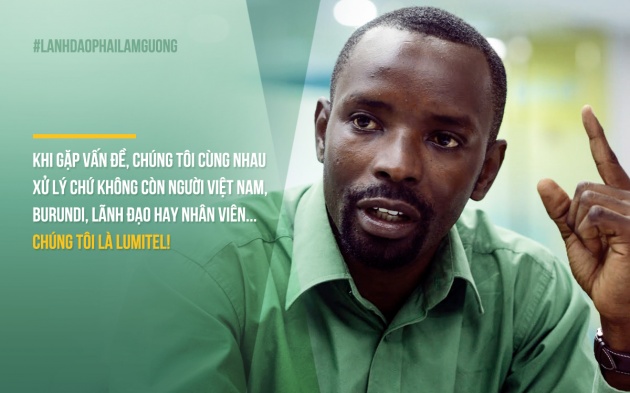 #LANHDAOPHAILAMGUONG
KHI GẶP VẤN ĐỀ, CHÚNG TÔI CÙNG NHAU
XỬ LÝ CHỨ KHÔNG CÒN NGƯỜI VIỆT NAM,
BURUNDI, LÃNH ĐẠO HAY NHÂN VIÊN...
CHÚNG TÔI LÀ LUMITEL!